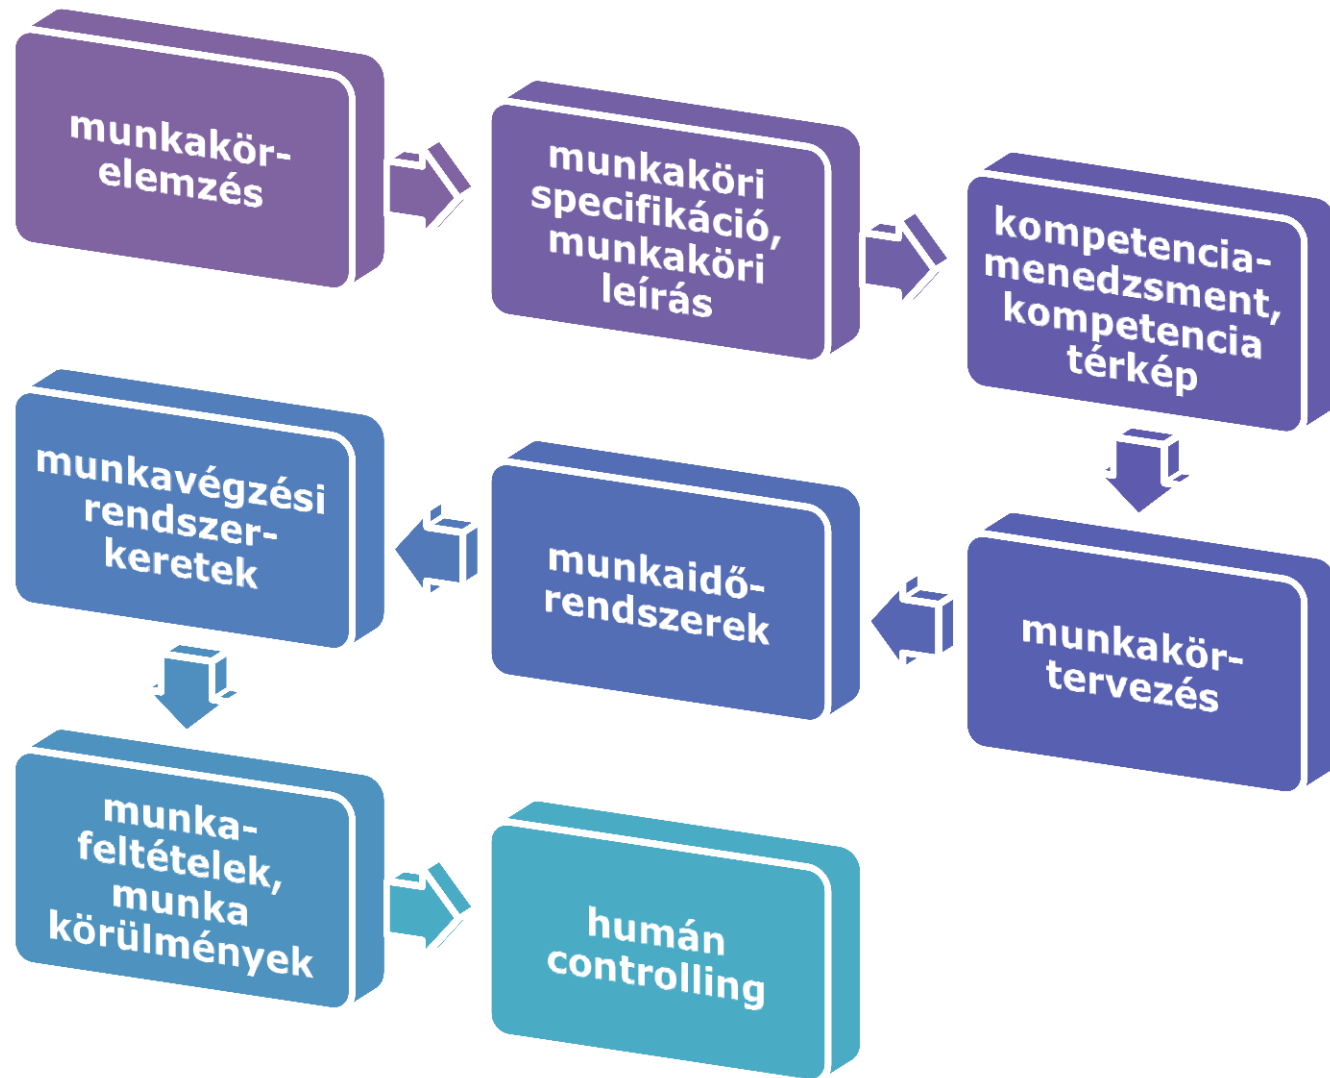 munkakör-
elemzés
munkaköri
specifikáció,
munkaköri
leírás
kompetencia-
menedzsment,
kompetencia
térkép
munkakör-
tervezés
munkaidő-
rendszerek
munkavégzési
rendszer-
keretek
munka-
feltételek,
munka
körülmények
humán
controlling